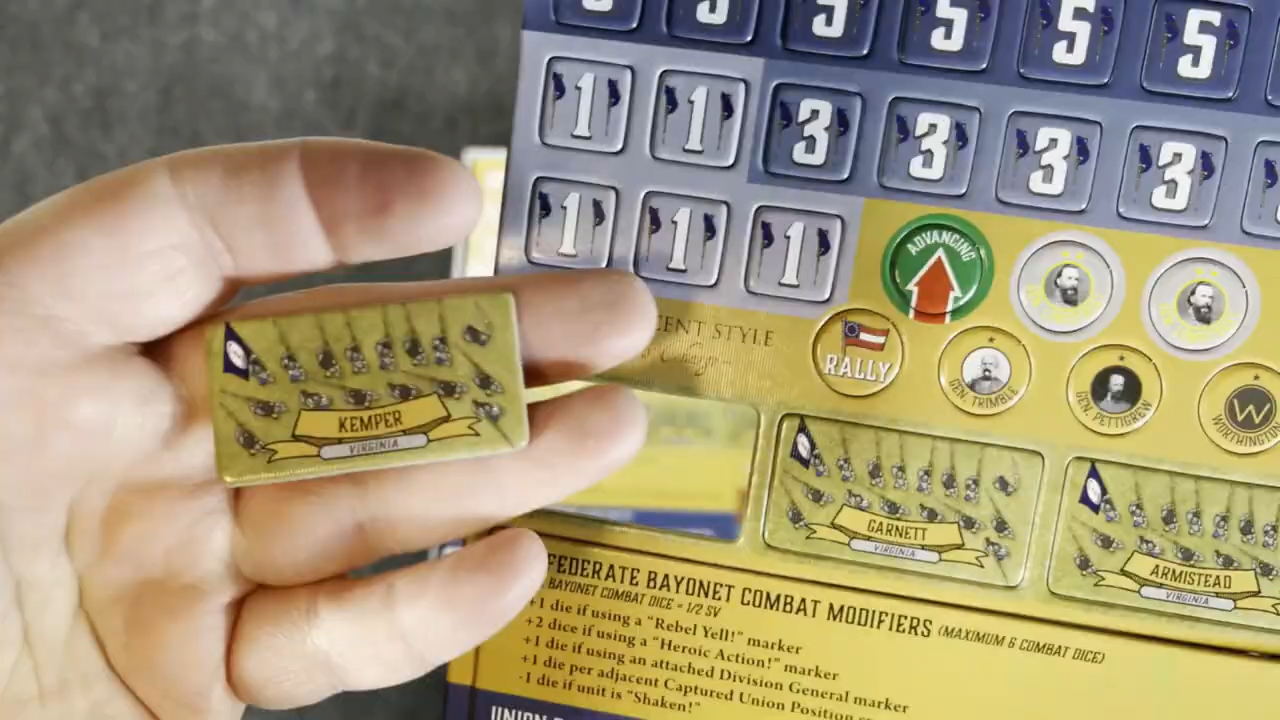 5 5 5 5 5 5
1 1 3 3 3 3
1 1 1
ADVANCING
CENT STYLE
RALLY
GEN. TRIMBLE
GEN. PETTIGREW
W
WORTHINGTON
KEMPER
VIRGINIA
GARNETT
VIRGINIA
ARMISTEAD
VIRGINIA
FEDERATE BAYONET COMBAT MODIFIERS (MAXIMUM 6 COMBAT DICE)
BAYONET COMBAT DICE = 1/2 SV
+1 die if using a "Rebel Yell!" marker
+2 dice if using a "Heroic Action!" marker
+1 die if using an attached Division General marker
+1 die per adjacent Captured Union Position
-1 die if unit is "Shaken!"
UNION